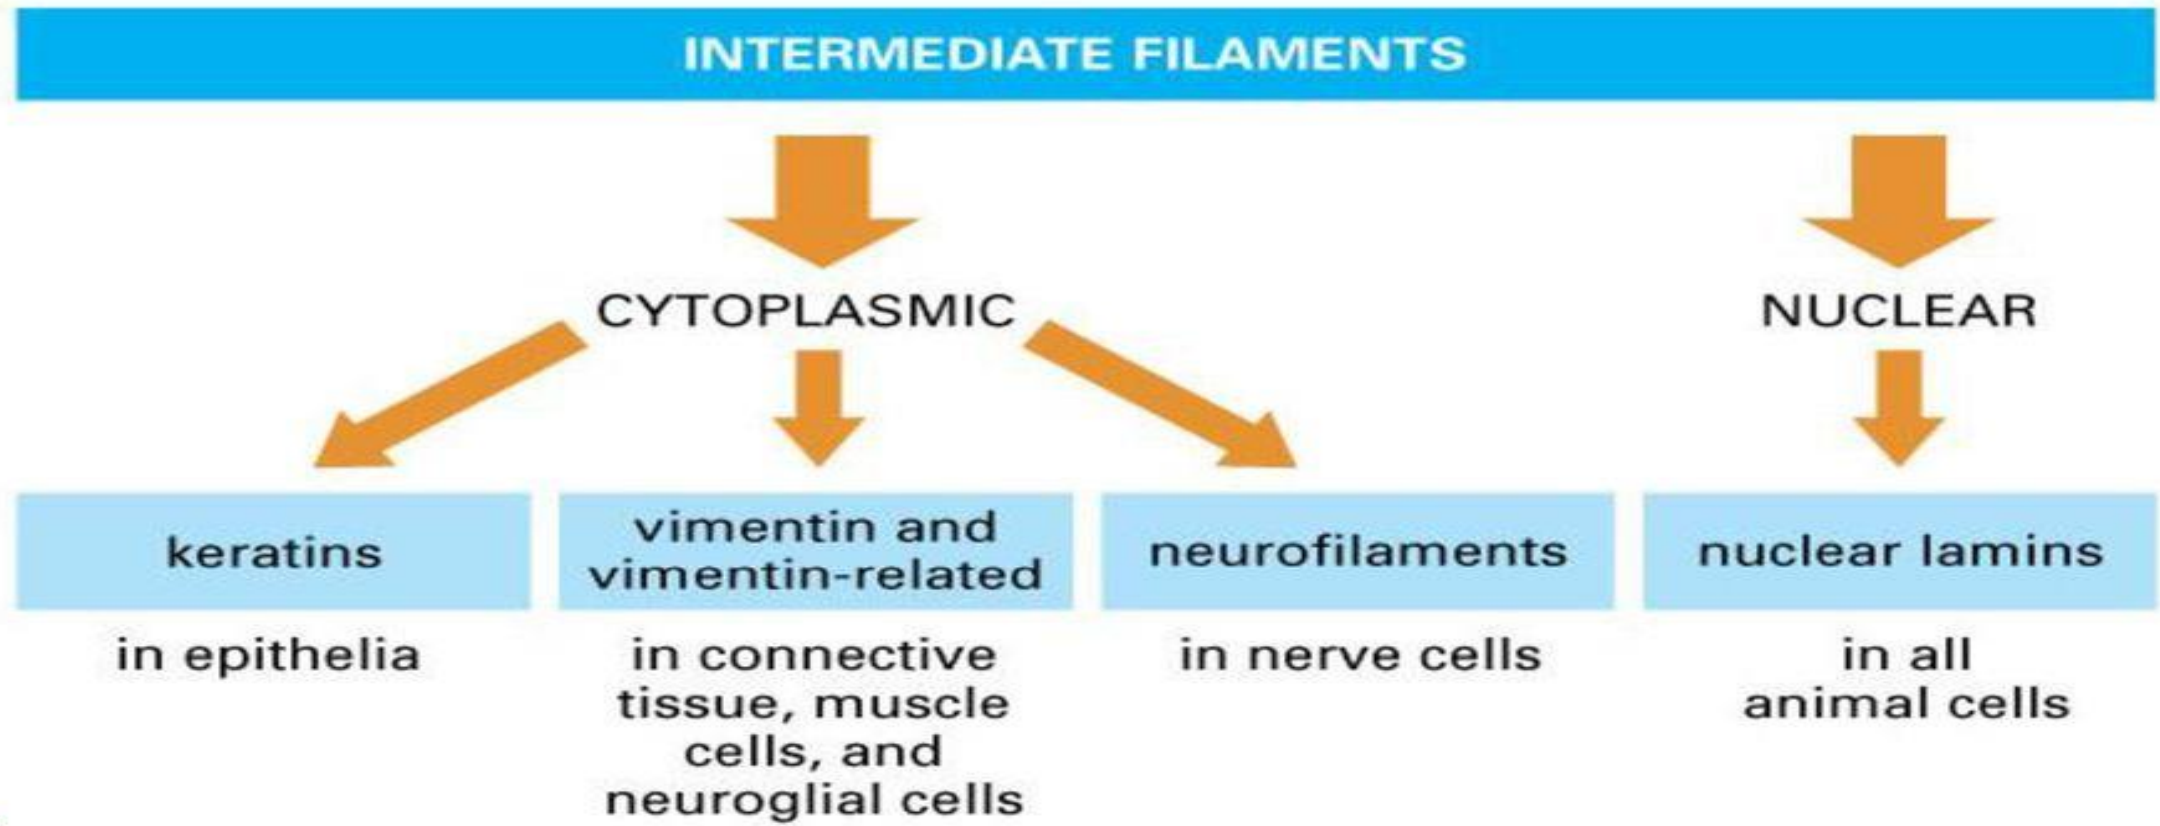 INTERMEDIATE FILAMENTS
CYTOPLASMIC
NUCLEAR
keratins
in epithelia
vimentin and
vimentin-related
in connective
tissue, muscle
cells, and
neuroglial cells
neurofilaments
in nerve cells
nuclear lamins
in all
animal cells